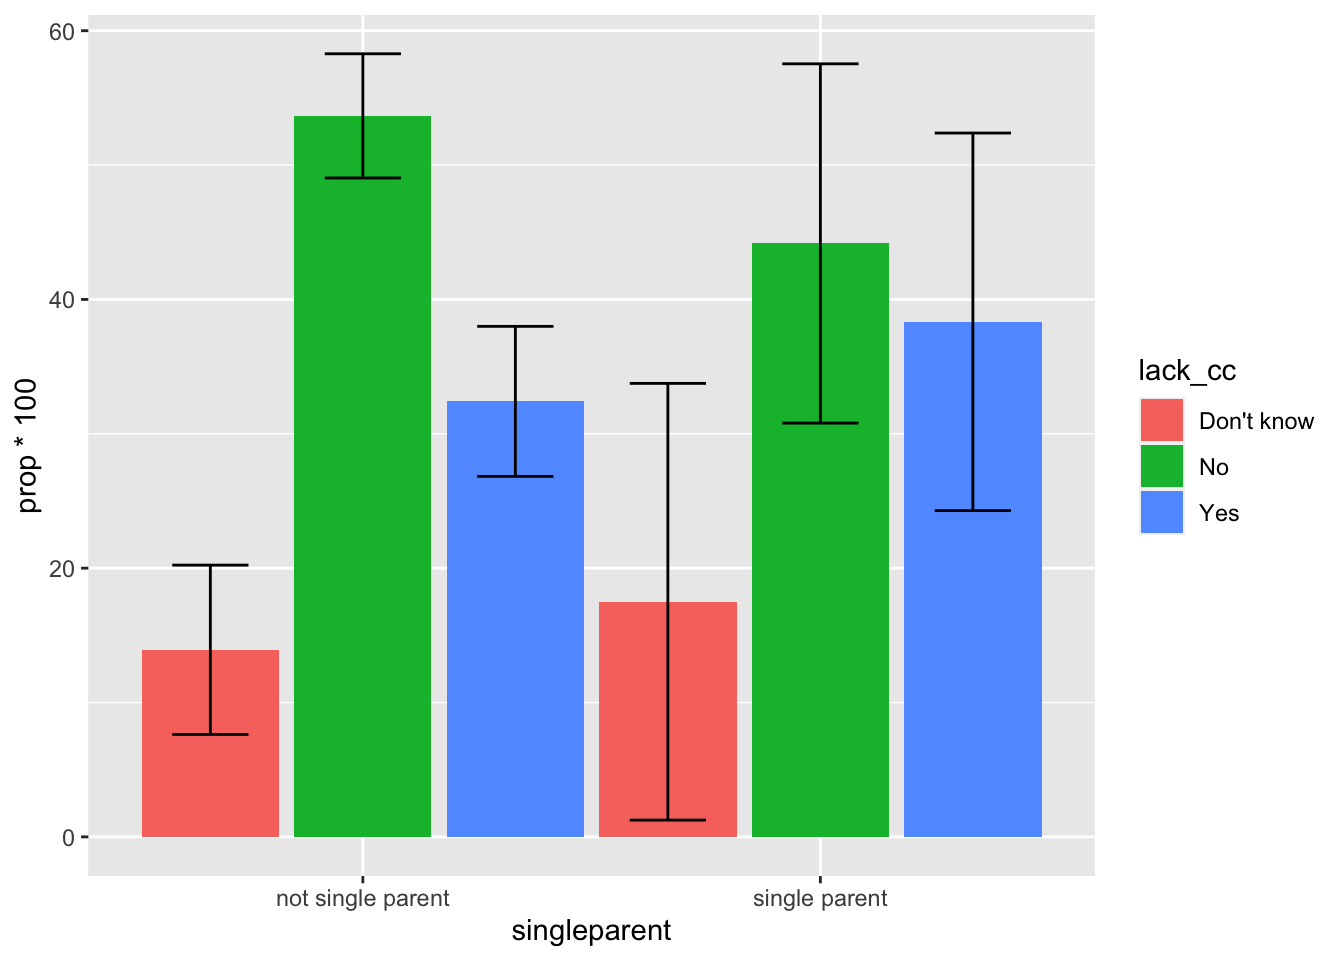 60
40
20
0
prop * 100
not single parent
single parent
singleparent
lack_cc
Don't know
No
Yes